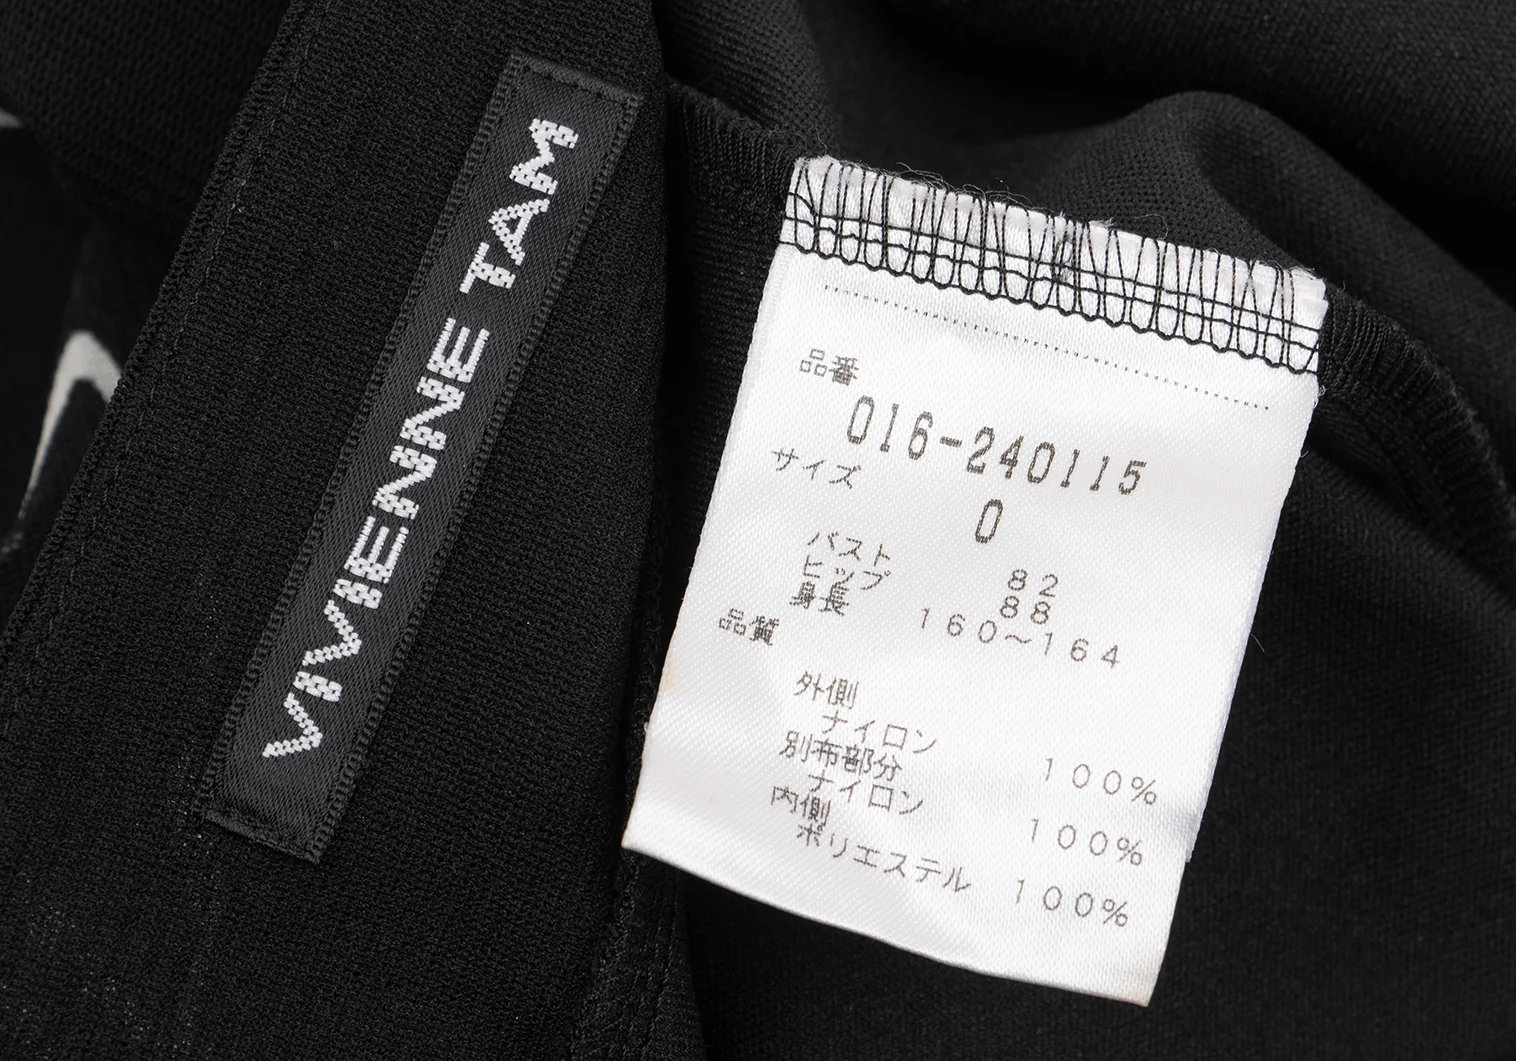 VIVIENNE TAM
品番
016-240115
サイズ
0
バスト 82
ヒップ 88
身長 160〜164
品質
外側
ナイロン 100%
別布部分
ナイロン 100%
内側
ポリエステル 100%